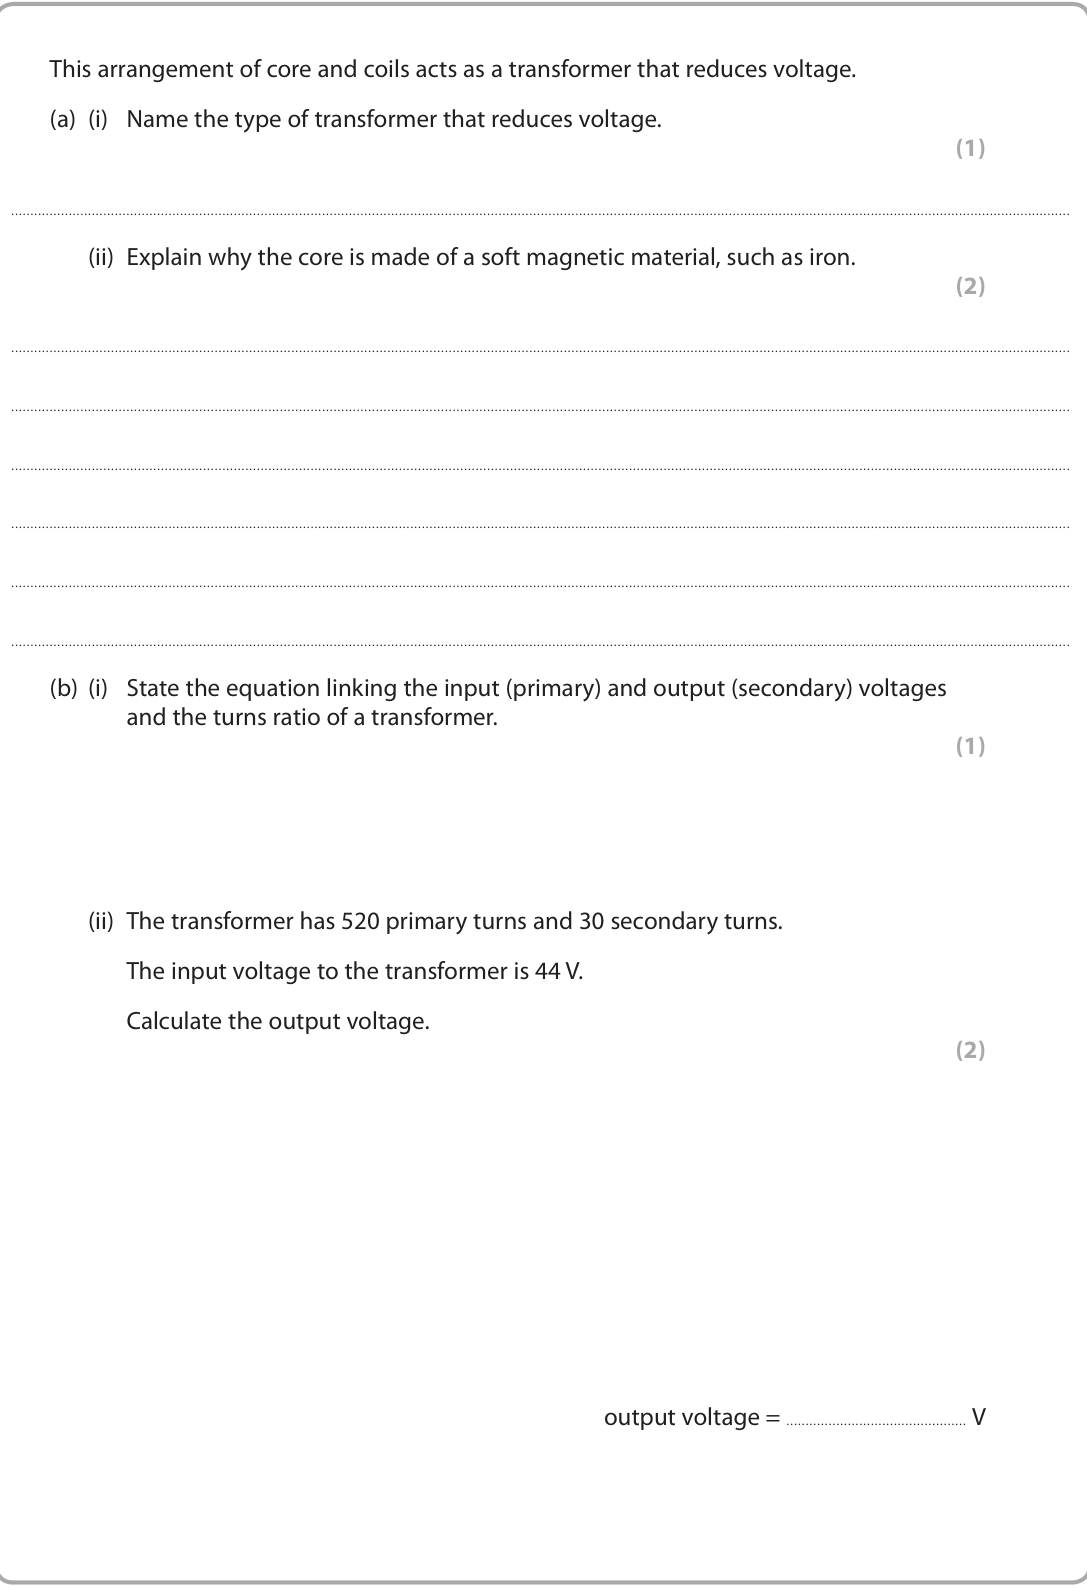 This arrangement of core and coils acts as a transformer that reduces voltage.
(a) (i) Name the type of transformer that reduces voltage.
(1)
(ii) Explain why the core is made of a soft magnetic material, such as iron.
(2)
(b) (i) State the equation linking the input (primary) and output (secondary) voltages
and the turns ratio of a transformer.
(1)
(ii) The transformer has 520 primary turns and 30 secondary turns.
The input voltage to the transformer is 44 V.
Calculate the output voltage.
(2)
output voltage = .............................................. V